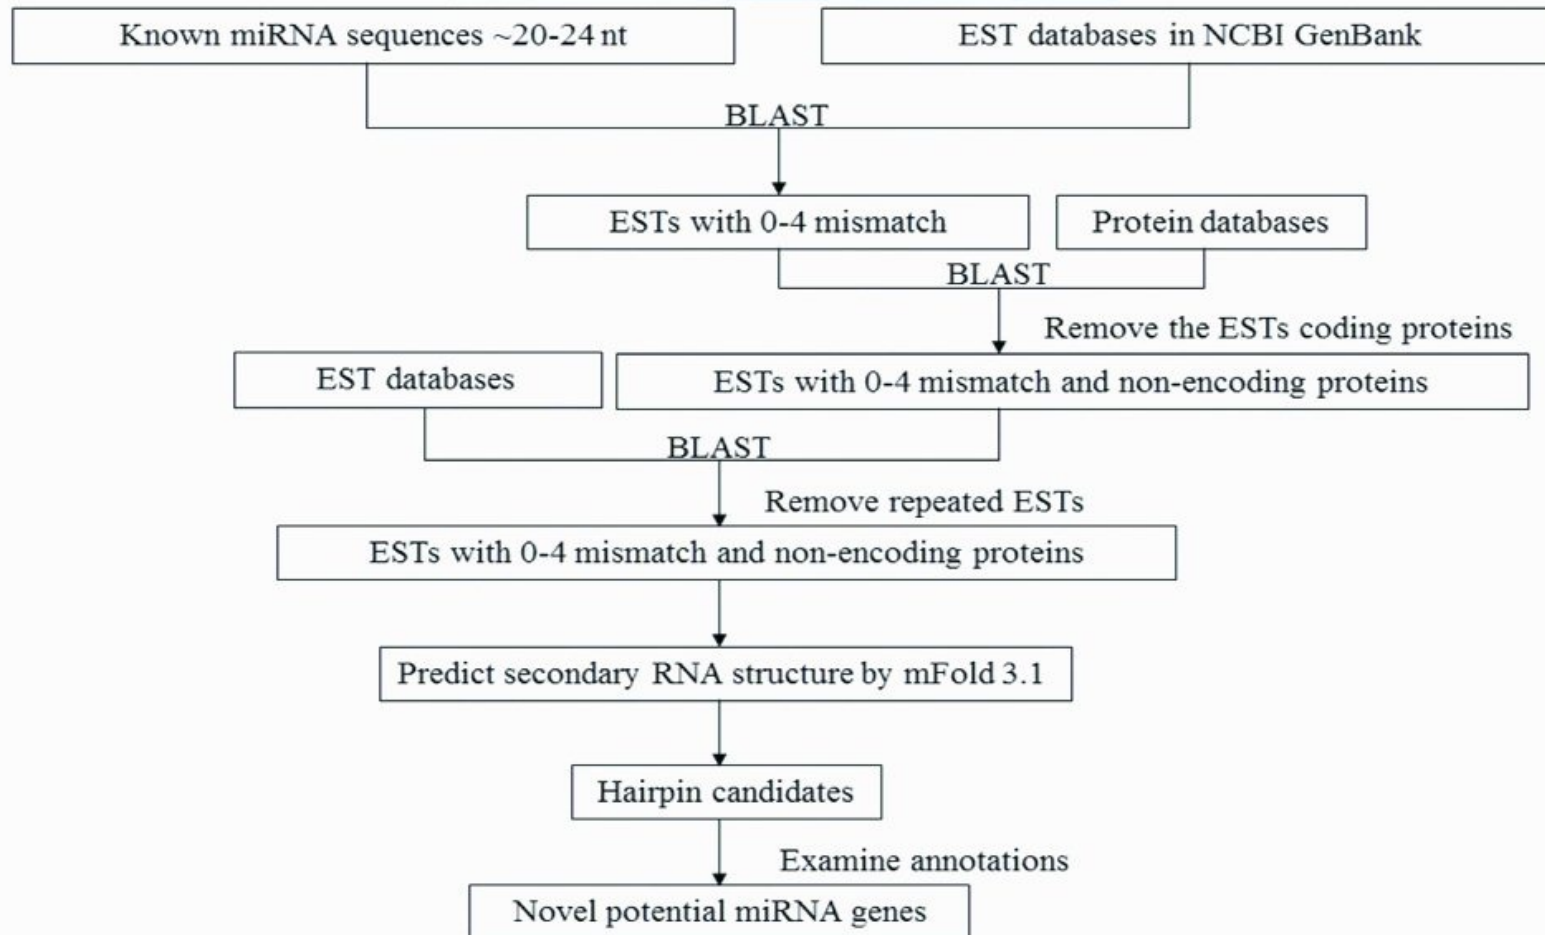 Known miRNA sequences ~20-24 nt
EST databases in NCBI GenBank
BLAST
ESTs with 0-4 mismatch
Protein databases
BLAST
Remove the ESTs coding proteins
EST databases
ESTs with 0-4 mismatch and non-encoding proteins
BLAST
Remove repeated ESTs
ESTs with 0-4 mismatch and non-encoding proteins
Predict secondary RNA structure by mFold 3.1
Hairpin candidates
Examine annotations
Novel potential miRNA genes